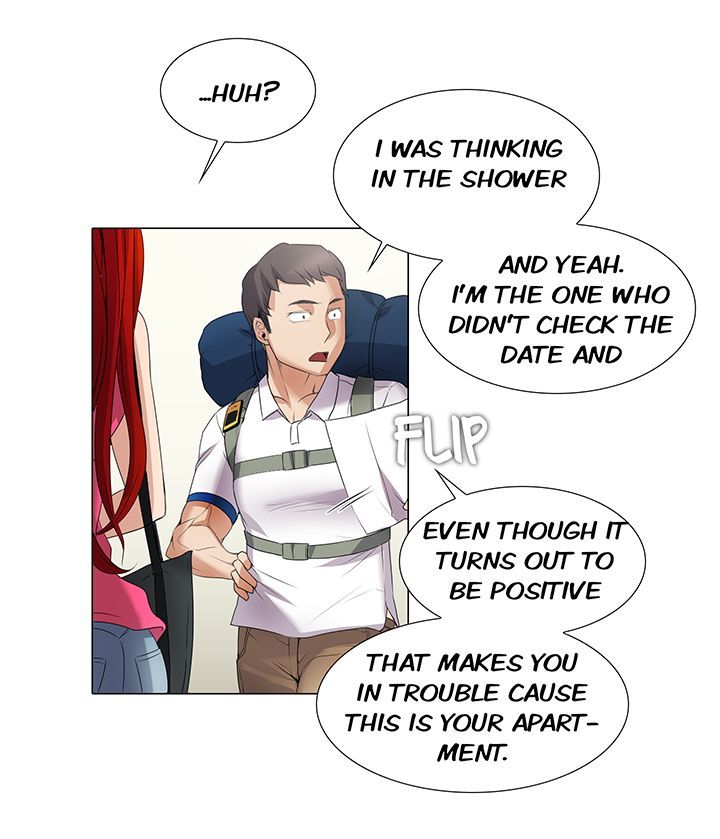 ...HUH?
I WAS THINKING
IN THE SHOWER
AND YEAH.
I'M THE ONE WHO
DIDN'T CHECK THE
DATE AND
FLIP
EVEN THOUGH IT
TURNS OUT TO
BE POSITIVE
THAT MAKES YOU
IN TROUBLE CAUSE
THIS IS YOUR APART-
MENT.